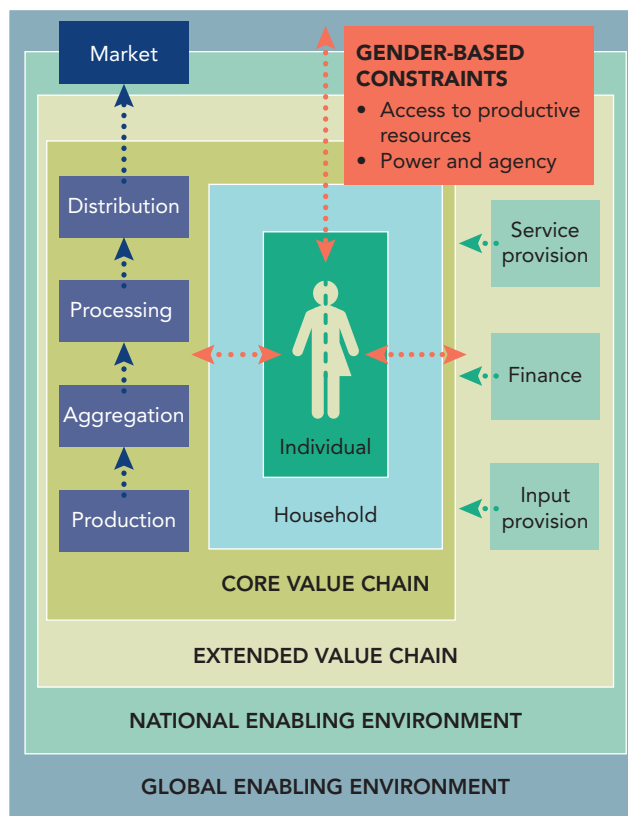 Market
GENDER-BASED
CONSTRAINTS
• Access to productive
resources
• Power and agency
Distribution
Processing
Aggregation
Production
Individual
Household
Service
provision
Finance
Input
provision
CORE VALUE CHAIN
EXTENDED VALUE CHAIN
NATIONAL ENABLING ENVIRONMENT
GLOBAL ENABLING ENVIRONMENT